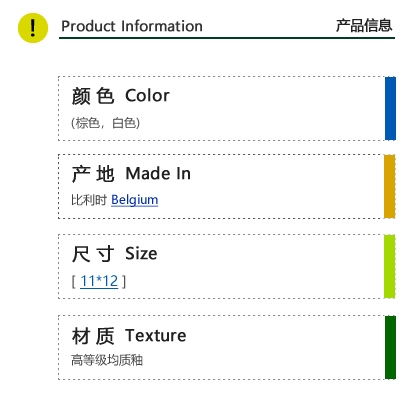 ! Product Information 产品信息
颜色 Color
(棕色，白色)
产地 Made In
比利时 Belgium
尺寸 Size
[ 11*12 ]
材质 Texture
高等级均质釉